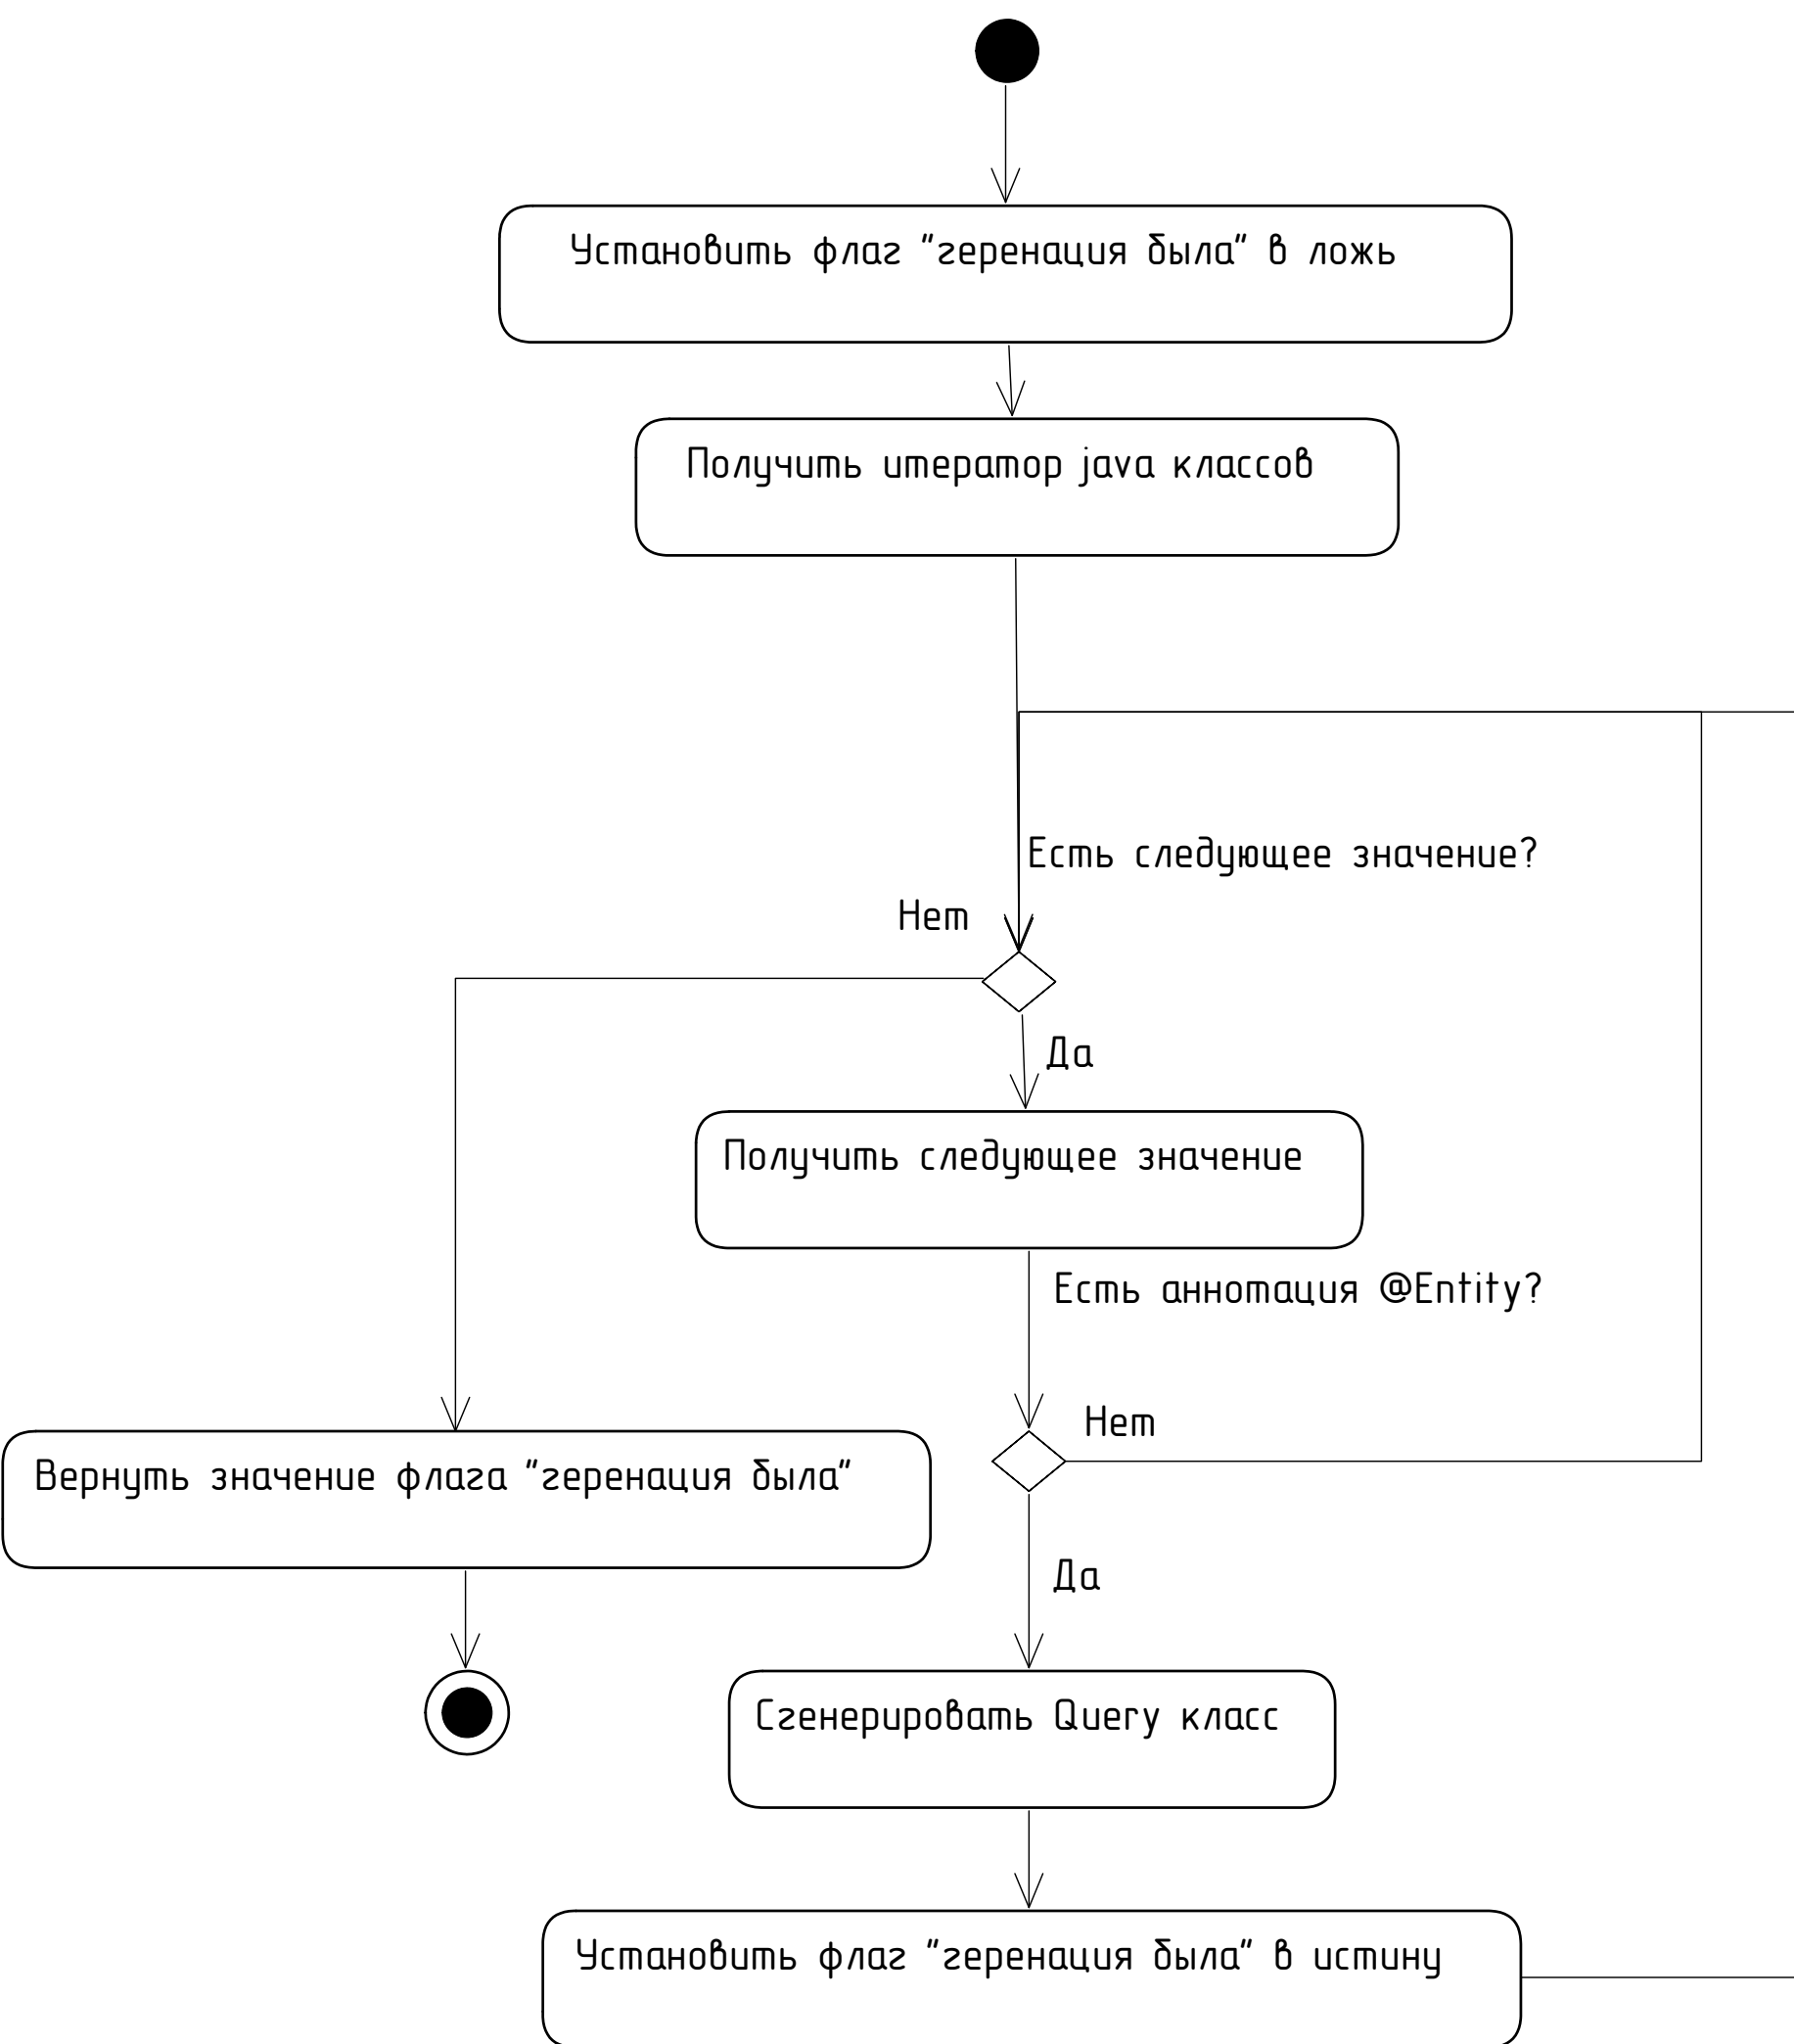 Установить флаг "геренация была" в ложь
Получить итератор java классов
Есть следующее значение?
Нет
Да
Получить следующее значение
Есть аннотация @Entity?
Нет
Вернуть значение флага "геренация была"
Да
Сгенерировать Query класс
Установить флаг "геренация была" в истину